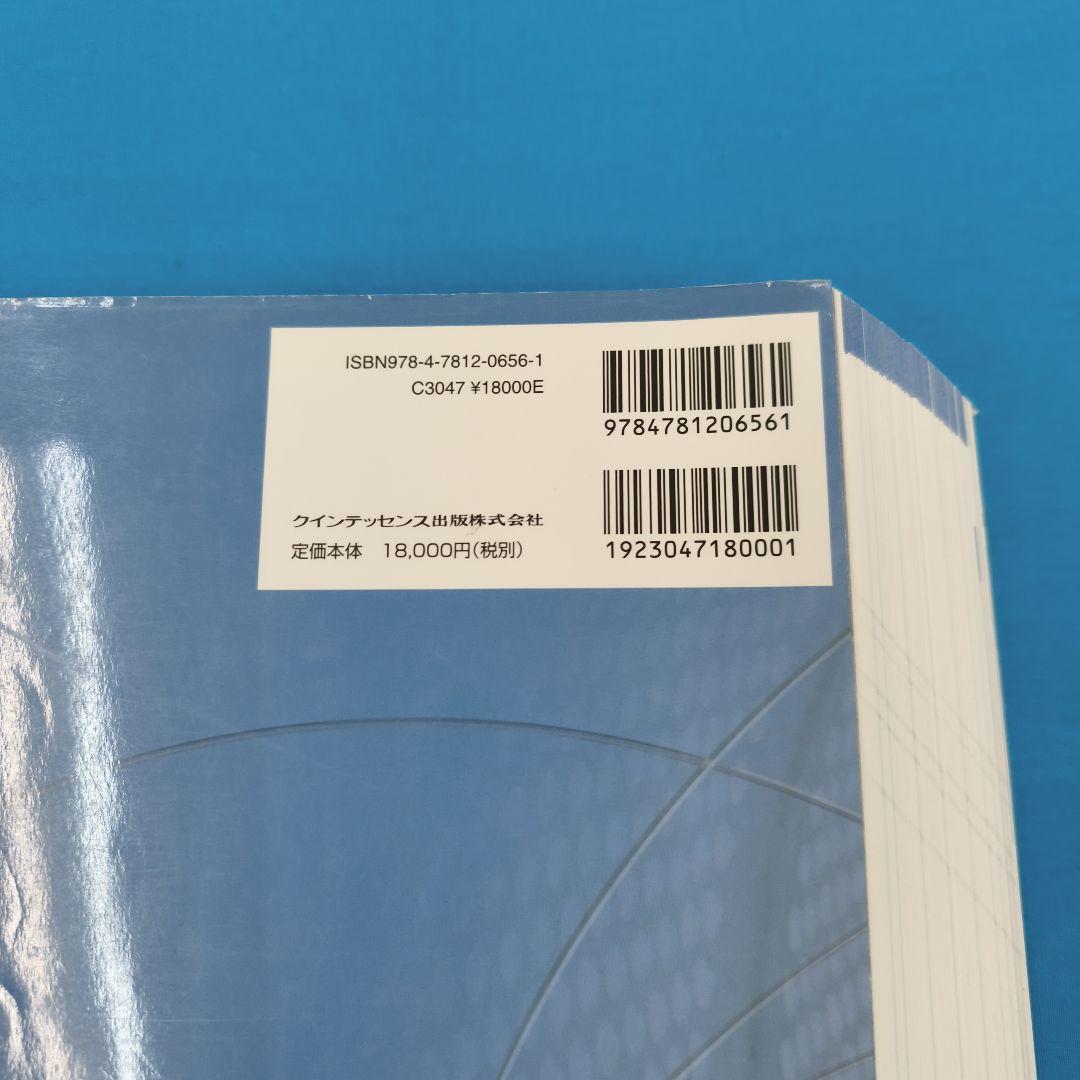 ISBN978-4-7812-0656-1
C3047 ¥18000E
9784781206561
1923047180001
クインテッセンス出版株式会社
定価本体 18,000円(税別)